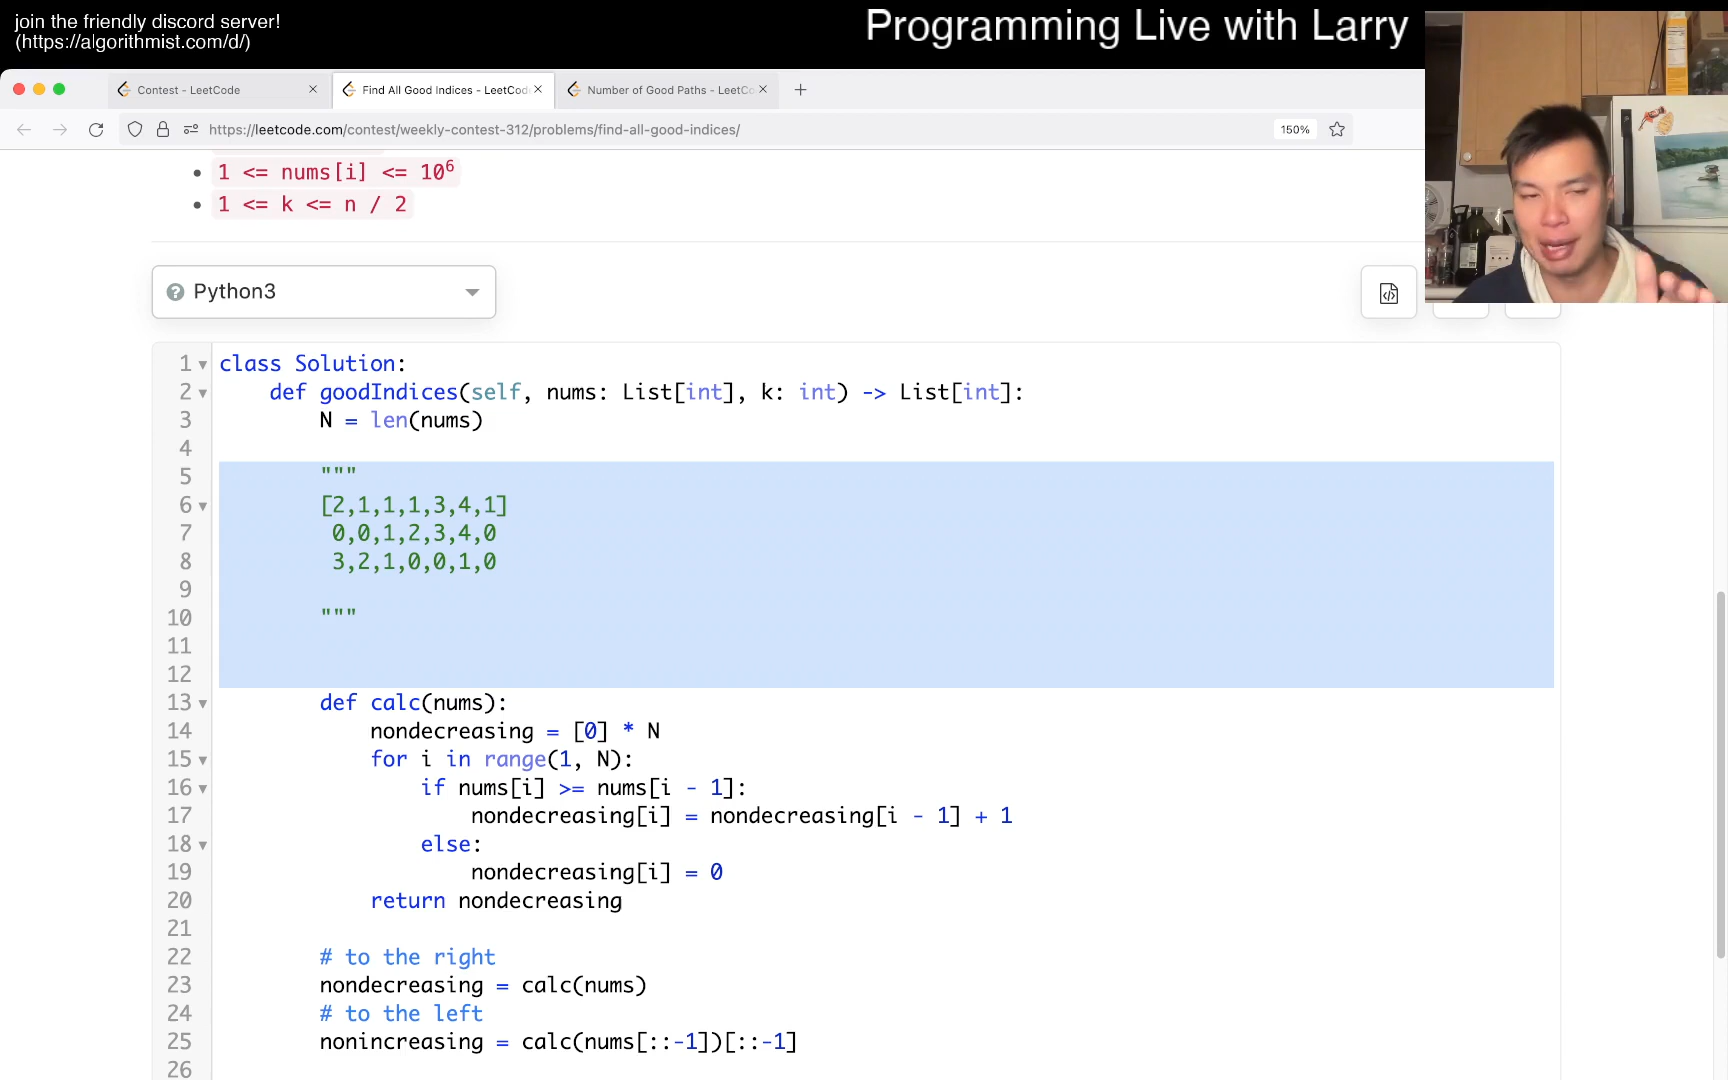 join the friendly discord server!
(https://algorithmist.com/d/)
Programming Live with Larry
Contest - LeetCode
Find All Good Indices - LeetCod
Number of Good Paths - LeetCo
https://leetcode.com/contest/weekly-contest-312/problems/find-all-good-indices/
150%
1 <= nums[i] <= 10^6
1 <= k <= n / 2
Python3
1 class Solution:
2 def goodIndices(self, nums: List[int], k: int) -> List[int]:
3 N = len(nums)
4
5 """
6 [2,1,1,1,3,4,1]
7 0,0,1,2,3,4,0
8 3,2,1,0,0,1,0
9
10 """
11
12
13 def calc(nums):
14 nondecreasing = [0] * N
15 for i in range(1, N):
16 if nums[i] >= nums[i - 1]:
17 nondecreasing[i] = nondecreasing[i - 1] + 1
18 else:
19 nondecreasing[i] = 0
20 return nondecreasing
21
22 # to the right
23 nondecreasing = calc(nums)
24 # to the left
25 nonincreasing = calc(nums[::-1])[::-1]
26